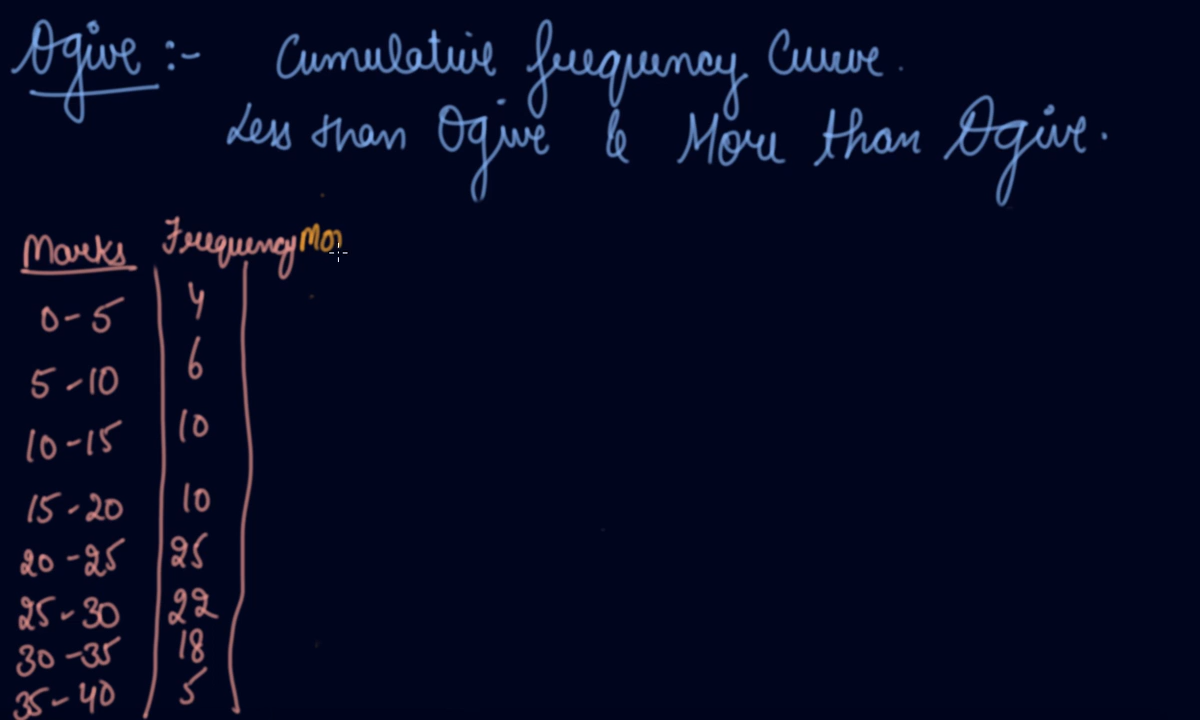 Ogive :- Cumulative frequency Curve.
Less than Ogive & More than Ogive.
Marks Frequency Mor
0-5 4
5-10 6
10-15 10
15-20 10
20-25 25
25-30 22
30-35 18
35-40 5